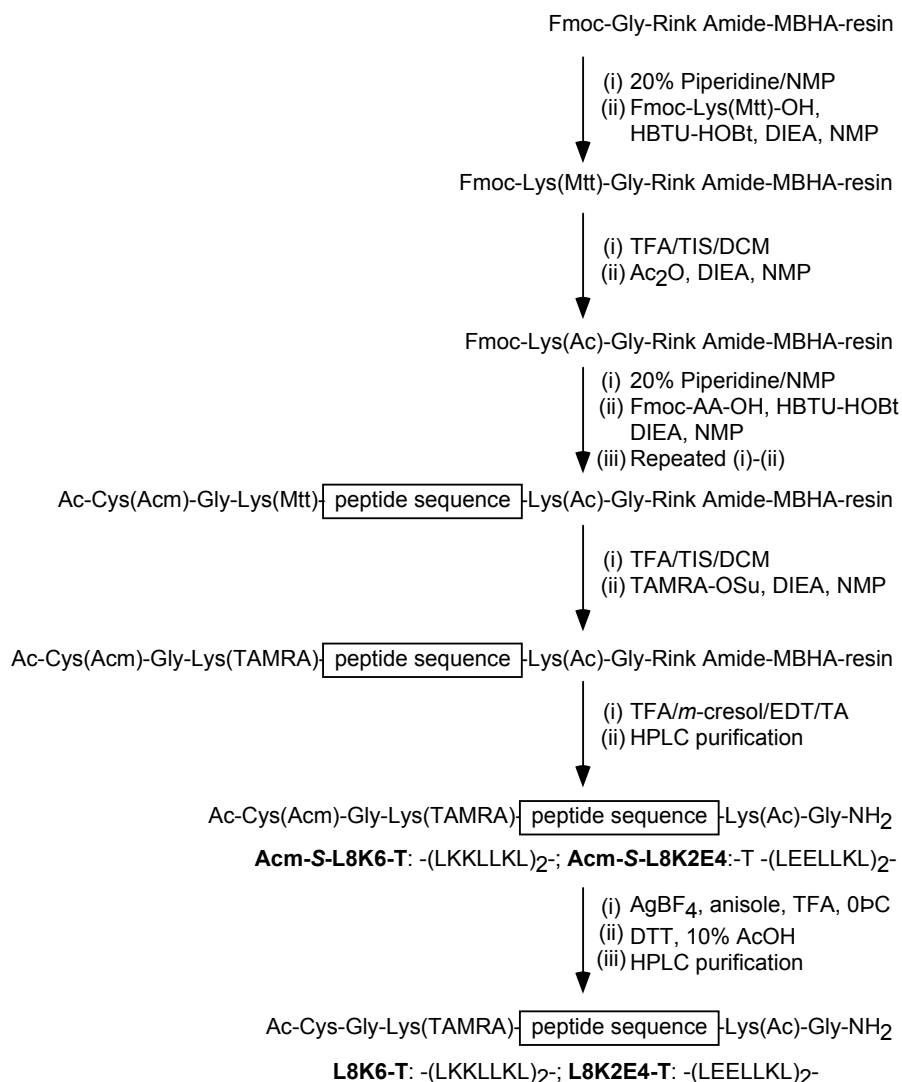 Fmoc-Gly-Rink Amide-MBHA-resin
(i) 20% Piperidine/NMP
(ii) Fmoc-Lys(Mtt)-OH,
HBTU-HOBt, DIEA, NMP
Fmoc-Lys(Mtt)-Gly-Rink Amide-MBHA-resin
(i) TFA/TIS/DCM
(ii) Ac2O, DIEA, NMP
Fmoc-Lys(Ac)-Gly-Rink Amide-MBHA-resin
(i) 20% Piperidine/NMP
(ii) Fmoc-AA-OH, HBTU-HOBt
DIEA, NMP
(iii) Repeated (i)-(ii)
Ac-Cys(Acm)-Gly-Lys(Mtt)-peptide sequence-Lys(Ac)-Gly-Rink Amide-MBHA-resin
(i) TFA/TIS/DCM
(ii) TAMRA-OSu, DIEA, NMP
Ac-Cys(Acm)-Gly-Lys(TAMRA)-peptide sequence-Lys(Ac)-Gly-Rink Amide-MBHA-resin
(i) TFA/m-cresol/EDT/TA
(ii) HPLC purification
Ac-Cys(Acm)-Gly-Lys(TAMRA)-peptide sequence-Lys(Ac)-Gly-NH2
Acm-S-L8K6-T: -(LKKLLKL)2-; Acm-S-L8K2E4:-T -(LEELLKL)2-
(i) AgBF4, anisole, TFA, 0ÞC
(ii) DTT, 10% AcOH
(iii) HPLC purification
Ac-Cys-Gly-Lys(TAMRA)-peptide sequence-Lys(Ac)-Gly-NH2
L8K6-T: -(LKKLLKL)2-; L8K2E4-T: -(LEELLKL)2-